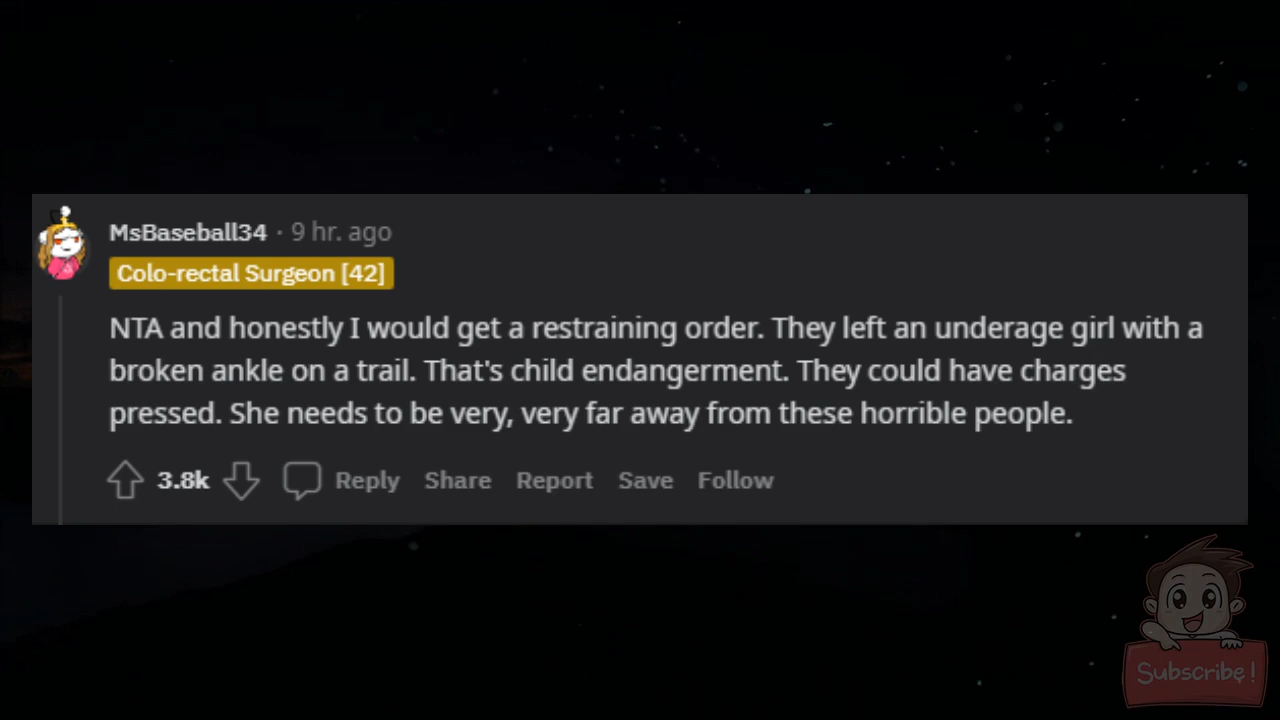 MsBaseball34 · 9 hr. ago
Colo-rectal Surgeon [42]
NTA and honestly I would get a restraining order. They left an underage girl with a
broken ankle on a trail. That's child endangerment. They could have charges
pressed. She needs to be very, very far away from these horrible people.
3.8k Reply Share Report Save Follow
Subscribe!